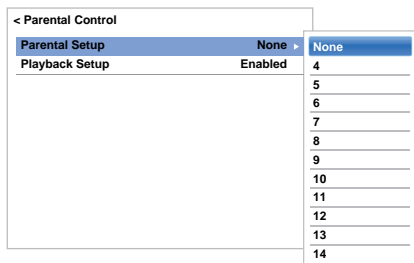 < Parental Control
Parental Setup None
Playback Setup Enabled
None
4
5
6
7
8
9
10
11
12
13
14